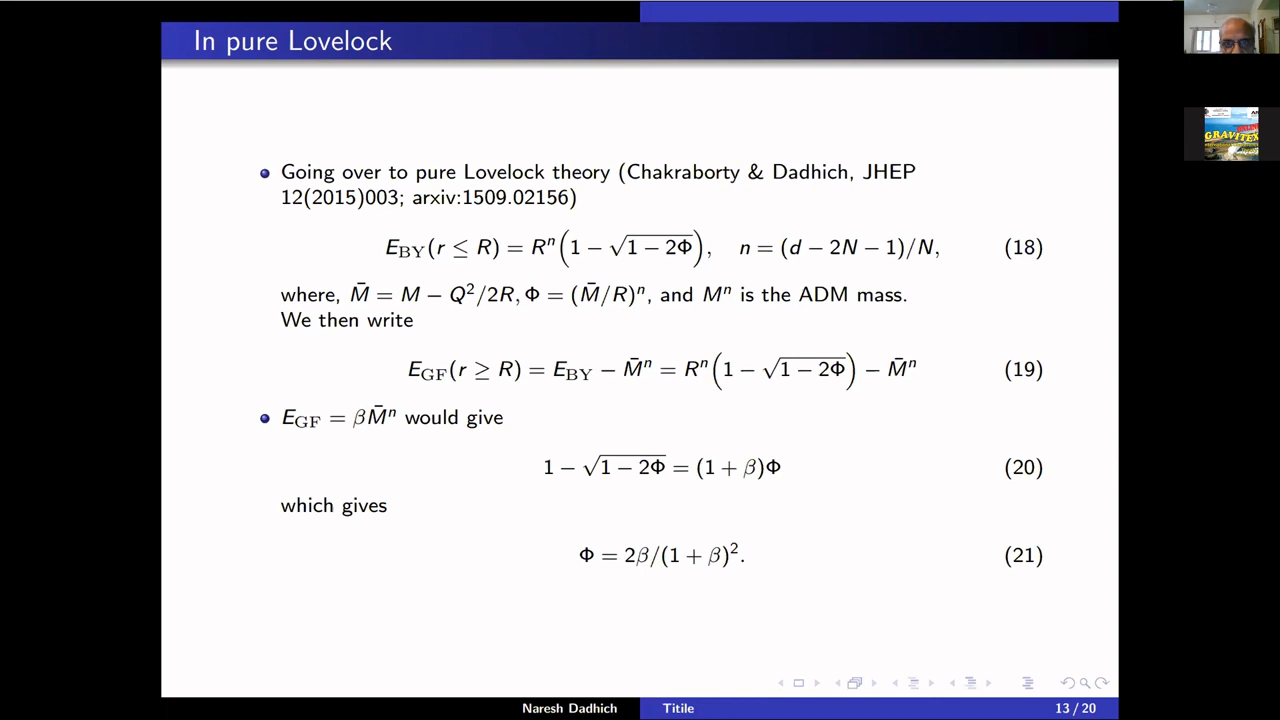 In pure Lovelock
Going over to pure Lovelock theory (Chakraborty & Dadhich, JHEP
12(2015)003; arxiv:1509.02156)
E_BY(r ≤ R) = Rⁿ(1 − √(1 − 2Φ)), n = (d − 2N − 1)/N, (18)
where, M̄ = M − Q²/2R, Φ = (M̄/R)ⁿ, and Mⁿ is the ADM mass.
We then write
E_GF(r ≥ R) = E_BY − M̄ⁿ = Rⁿ(1 − √(1 − 2Φ)) − M̄ⁿ (19)
E_GF = βM̄ⁿ would give
1 − √(1 − 2Φ) = (1 + β)Φ (20)
which gives
Φ = 2β/(1 + β)². (21)
Naresh Dadhich Titile 13 / 20